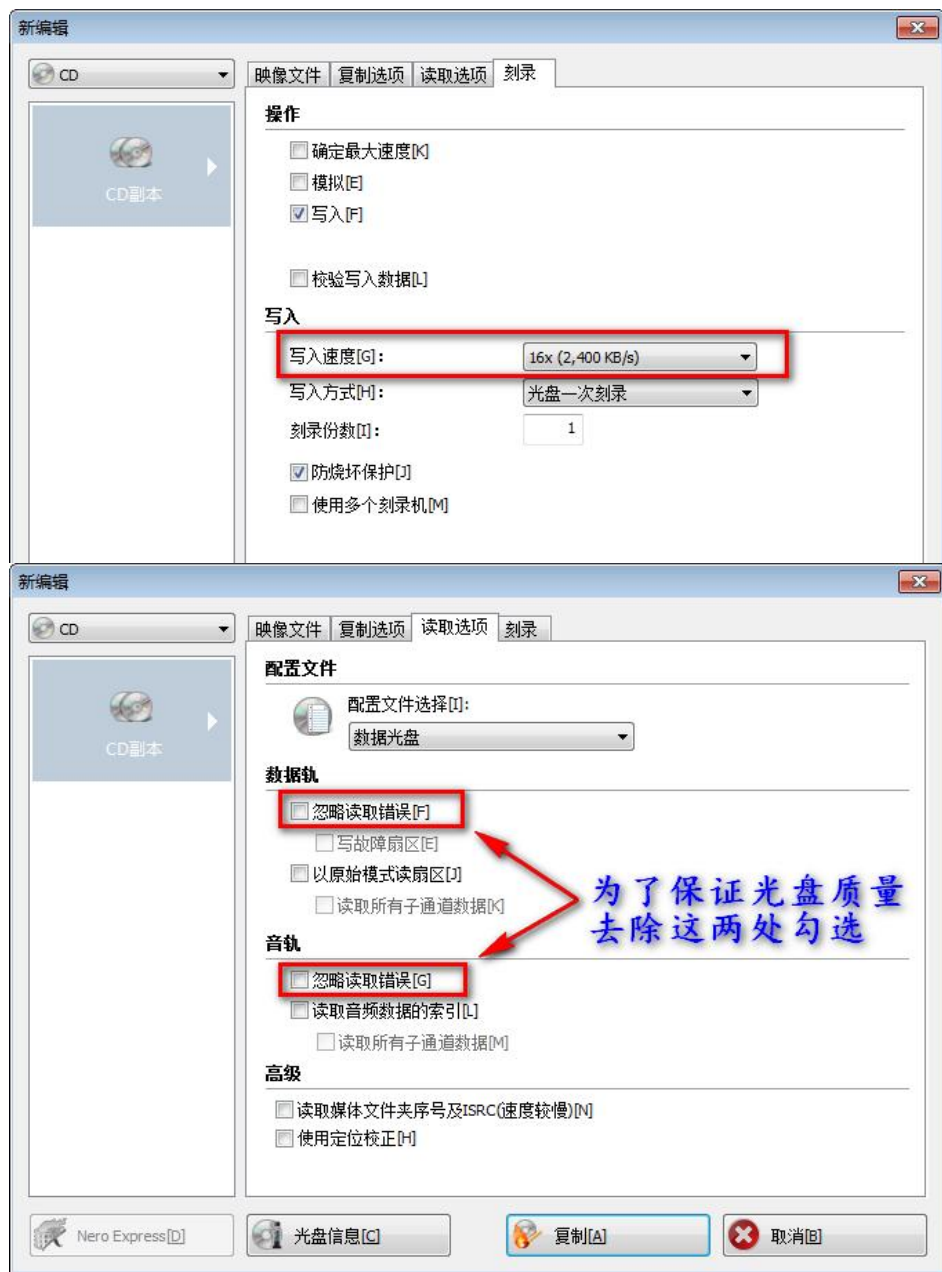 新编辑
CD
映像文件 复制选项 读取选项 刻录
操作
确定最大速度[K]
模拟[E]
写入[F]
CD副本
校验写入数据[L]
写入
写入速度[G]: 16x (2,400 KB/s)
写入方式[H]: 光盘一次刻录
刻录份数[I]: 1
防烧坏保护[J]
使用多个刻录机[M]
新编辑
CD
映像文件 复制选项 读取选项 刻录
配置文件
配置文件选择[I]:
数据光盘
CD副本
数据轨
忽略读取错误[F]
写故障扇区[E]
以原始模式读扇区[J]
读取所有子通道数据[K]
为了保证光盘质量
去除这两处勾选
音轨
忽略读取错误[G]
读取音频数据的索引[L]
读取所有子通道数据[M]
高级
读取媒体文件夹序号及ISRC(速度较慢)[N]
使用定位校正[H]
Nero Express[D] 光盘信息[C] 复制[A] 取消[B]